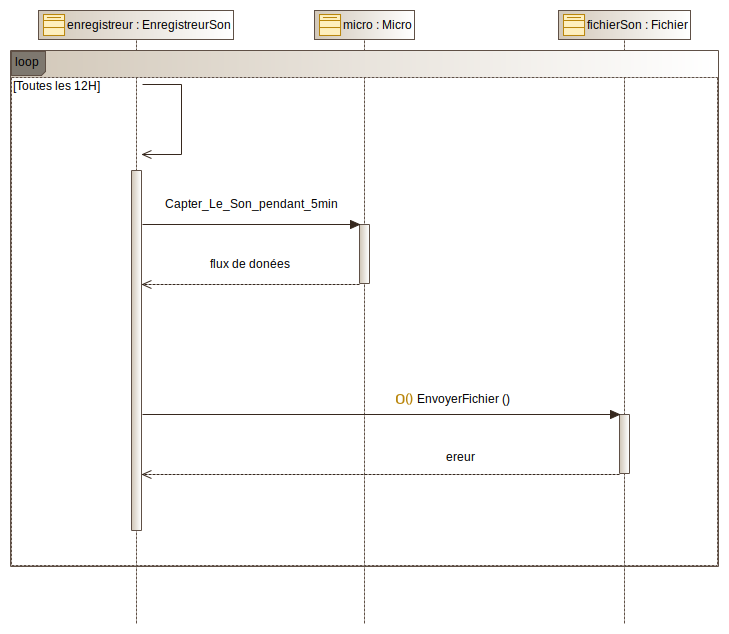 enregistreur : EnregistreurSon
micro : Micro
fichierSon : Fichier
loop
[Toutes les 12H]
Capter_Le_Son_pendant_5min
flux de donées
O() EnvoyerFichier ()
ereur